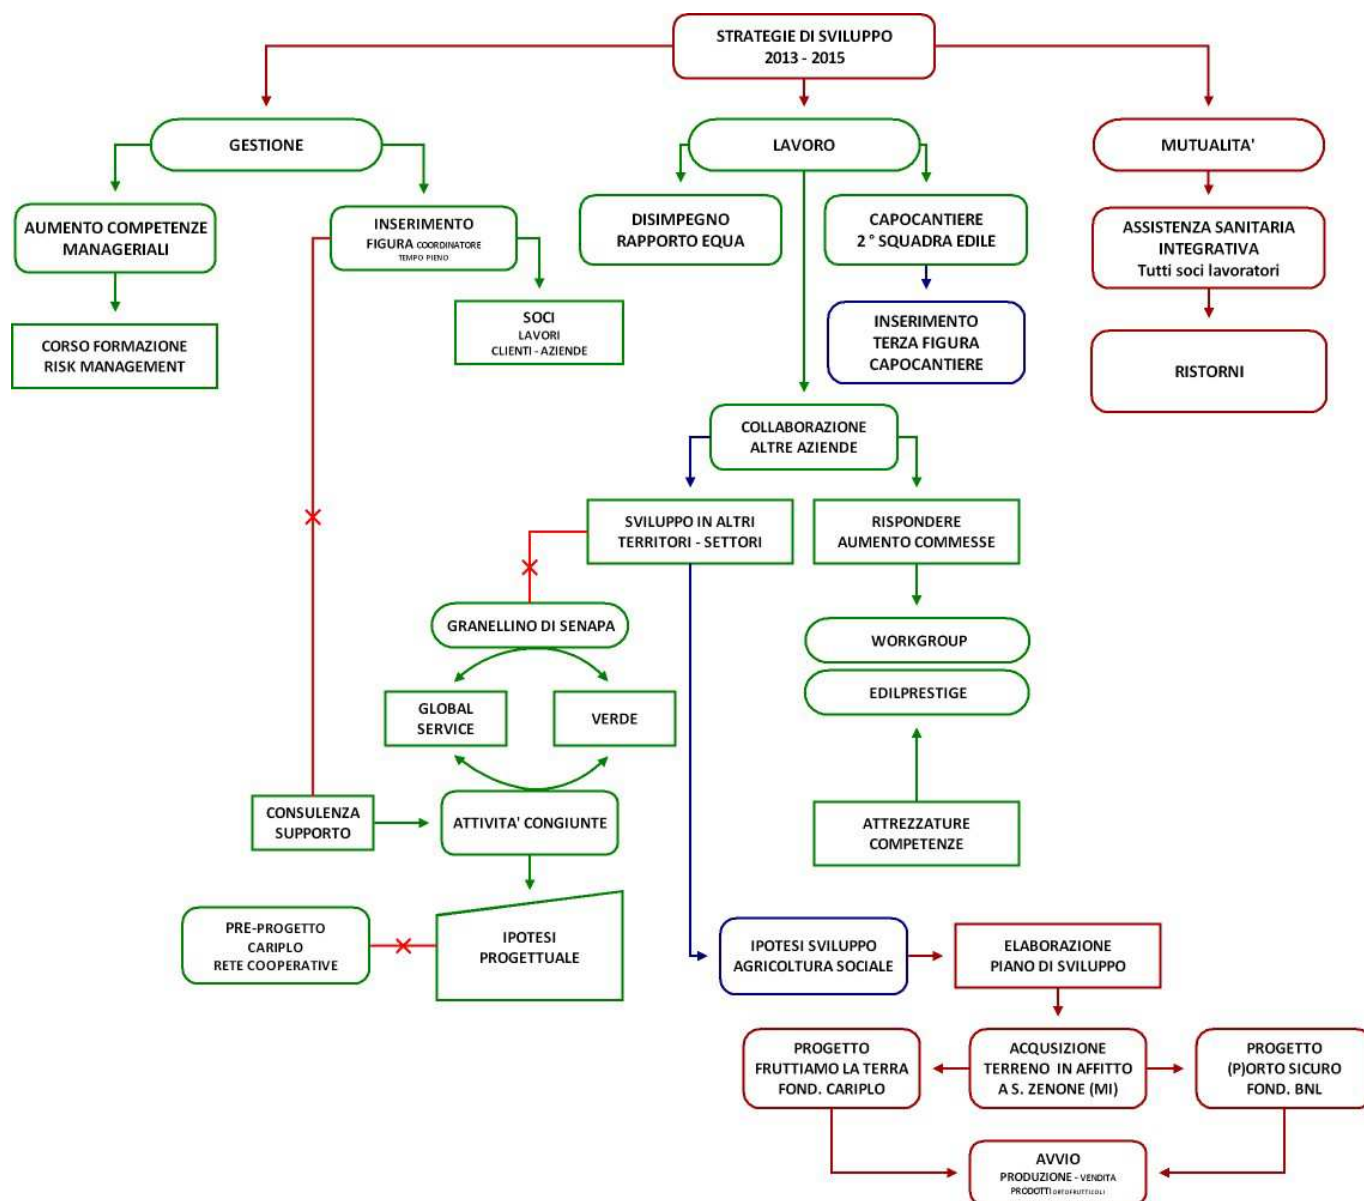 STRATEGIE DI SVILUPPO
2013 - 2015
GESTIONE
LAVORO
MUTUALITA'
AUMENTO COMPETENZE
MANAGERIALI
INSERIMENTO
FIGURA COORDINATORE
TEMPO PIENO
DISIMPEGNO
RAPPORTO EQUA
CAPOCANTIERE
2° SQUADRA EDILE
ASSISTENZA SANITARIA
INTEGRATIVA
Tutti soci lavoratori
CORSO FORMAZIONE
RISK MANAGEMENT
SOCI
LAVORI
CLIENTI - AZIENDE
INSERIMENTO
TERZA FIGURA
CAPOCANTIERE
RISTORNI
COLLABORAZIONE
ALTRE AZIENDE
SVILUPPO IN ALTRI
TERRITORI - SETTORI
RISPONDERE
AUMENTO COMMESSE
GRANELLINO DI SENAPA
WORKGROUP
EDILPRESTIGE
GLOBAL
SERVICE
VERDE
CONSULENZA
SUPPORTO
ATTIVITA' CONGIUNTE
ATTREZZATURE
COMPETENZE
PRE-PROGETTO
CARIPLO
RETE COOPERATIVE
IPOTESI
PROGETTUALE
IPOTESI SVILUPPO
AGRICOLTURA SOCIALE
ELABORAZIONE
PIANO DI SVILUPPO
PROGETTO
FRUTTIAMO LA TERRA
FOND. CARIPLO
ACQUSIZIONE
TERRENO IN AFFITTO
A S. ZENONE (MI)
PROGETTO
(P)ORTO SICURO
FOND. BNL
AVVIO
PRODUZIONE - VENDITA
PRODOTTI ORTOFRUTTICOLI